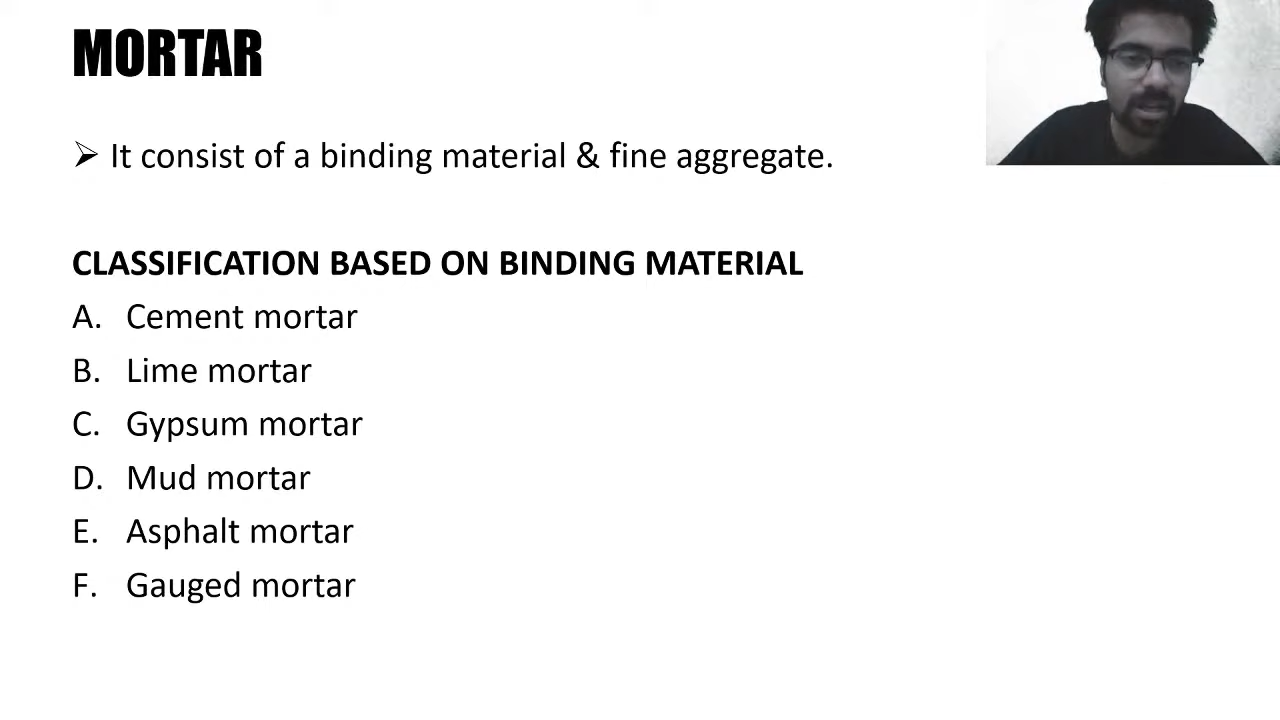 MORTAR
➢ It consist of a binding material & fine aggregate.
CLASSIFICATION BASED ON BINDING MATERIAL
A. Cement mortar
B. Lime mortar
C. Gypsum mortar
D. Mud mortar
E. Asphalt mortar
F. Gauged mortar